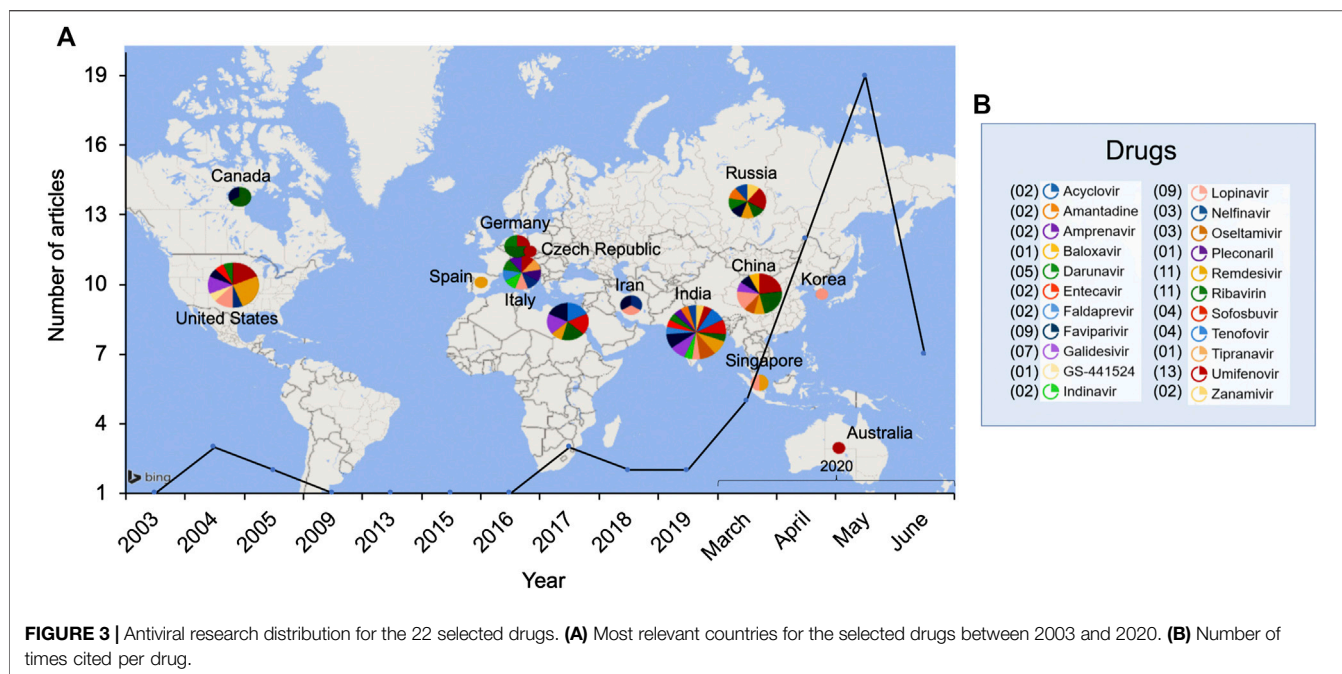 A
19
16
13
10
7
4
1
Number of articles
Canada
United States
Germany
Czech Republic
Spain
Italy
Iran
India
Russia
China
Korea
Singapore
Australia
2020
bing
2003
2004
2005
2009
2013
2015
2016
2017
2018
2019
March
April
May
June
Year
B
Drugs
(02) Acyclovir
(02) Amantadine
(02) Amprenavir
(01) Baloxavir
(05) Darunavir
(02) Entecavir
(02) Faldaprevir
(09) Faviparivir
(07) Galidesivir
(01) GS-441524
(02) Indinavir
(09) Lopinavir
(03) Nelfinavir
(03) Oseltamivir
(01) Pleconaril
(11) Remdesivir
(11) Ribavirin
(04) Sofosbuvir
(04) Tenofovir
(01) Tipranavir
(13) Umifenovir
(02) Zanamivir
FIGURE 3 | Antiviral research distribution for the 22 selected drugs. (A) Most relevant countries for the selected drugs between 2003 and 2020. (B) Number of
times cited per drug.